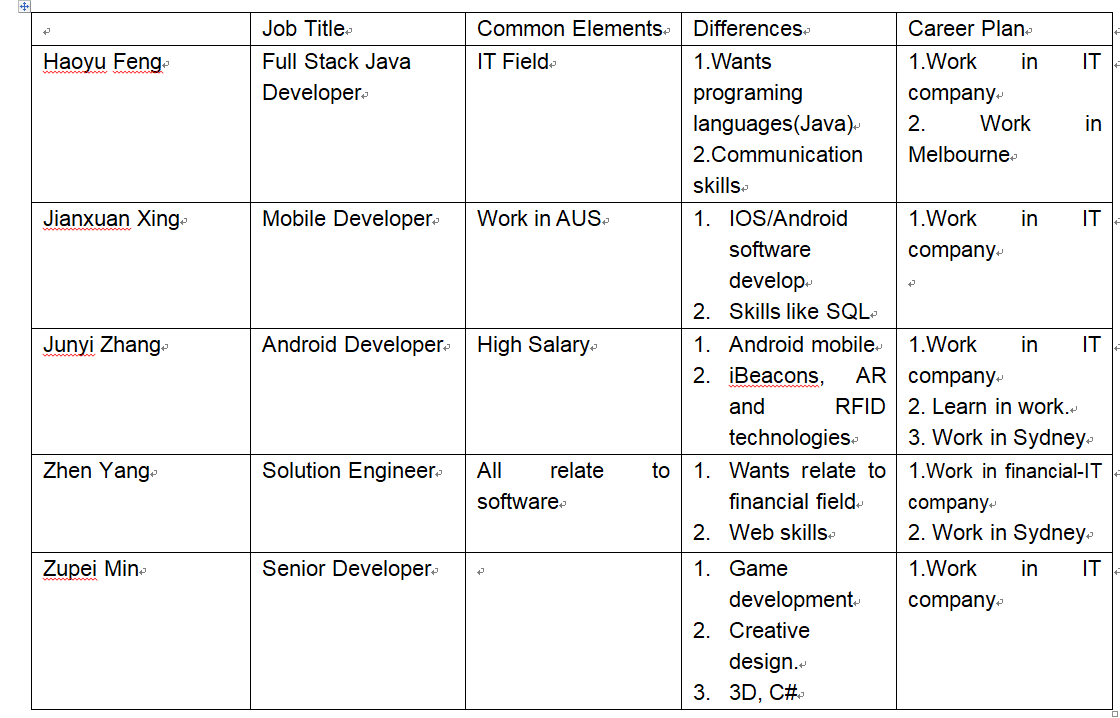 Job Title
Common Elements
Differences
Career Plan
Haoyu Feng
Full Stack Java
Developer
IT Field
1.Wants
programing
languages(Java)
2.Communication
skills
1.Work in IT
company
2. Work in
Melbourne
Jianxuan Xing
Mobile Developer
Work in AUS
1. IOS/Android
software
develop
2. Skills like SQL
1.Work in IT
company
Junyi Zhang
Android Developer
High Salary
1. Android mobile
2. iBeacons, AR
and RFID
technologies
1.Work in IT
company
2. Learn in work.
3. Work in Sydney
Zhen Yang
Solution Engineer
All relate to
software
1. Wants relate to
financial field
2. Web skills
1.Work in financial-IT
company
2. Work in Sydney
Zupei Min
Senior Developer
1. Game
development
2. Creative
design.
3. 3D, C#
1.Work in IT
company